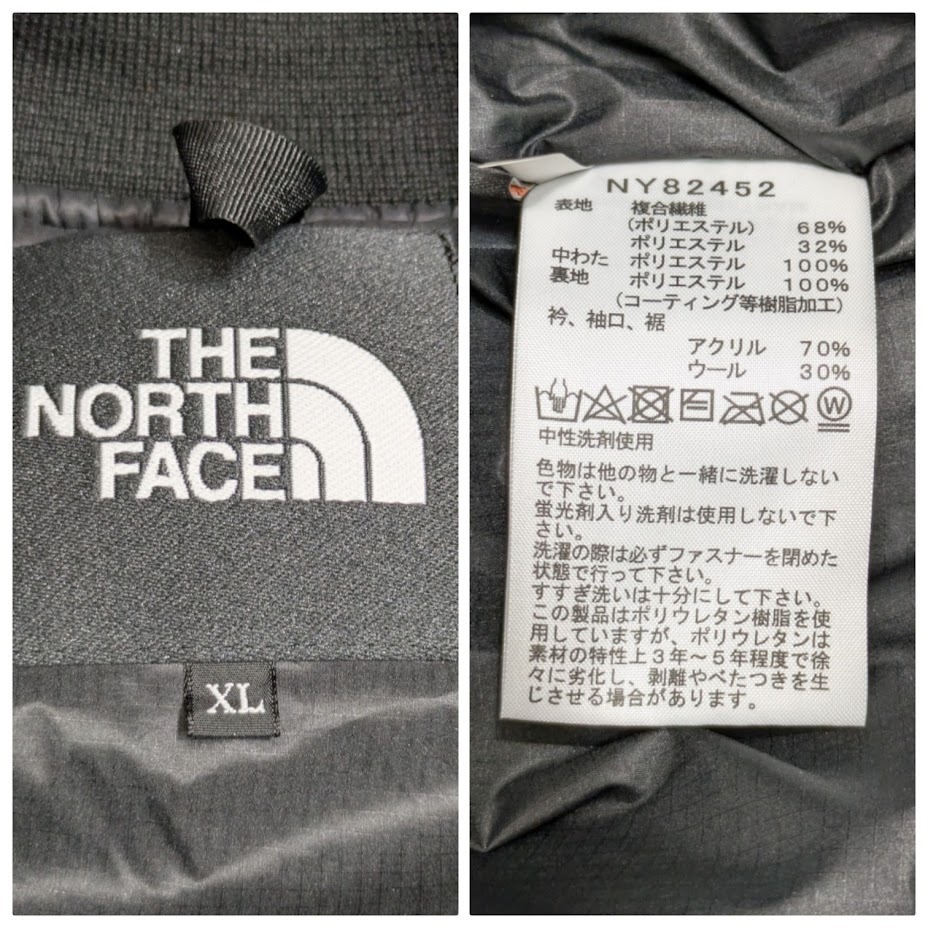 THE
NORTH
FACE
XL
NY82452
表地 複合繊維
(ポリエステル) 68%
ポリエステル 32%
中わた ポリエステル 100%
裏地 ポリエステル 100%
(コーティング等樹脂加工)
衿、袖口、裾
アクリル 70%
ウール 30%
W
中性洗剤使用
色物は他の物と一緒に洗濯しない
で下さい。
蛍光剤入り洗剤は使用しないで下
さい。
洗濯の際は必ずファスナーを閉めた
状態で行って下さい。
すすぎ洗いは十分にして下さい。
この製品はポリウレタン樹脂を使
用していますが、ポリウレタンは
素材の特性上3年～5年程度で徐
々に劣化し、剥離やべたつきを生
じさせる場合があります。